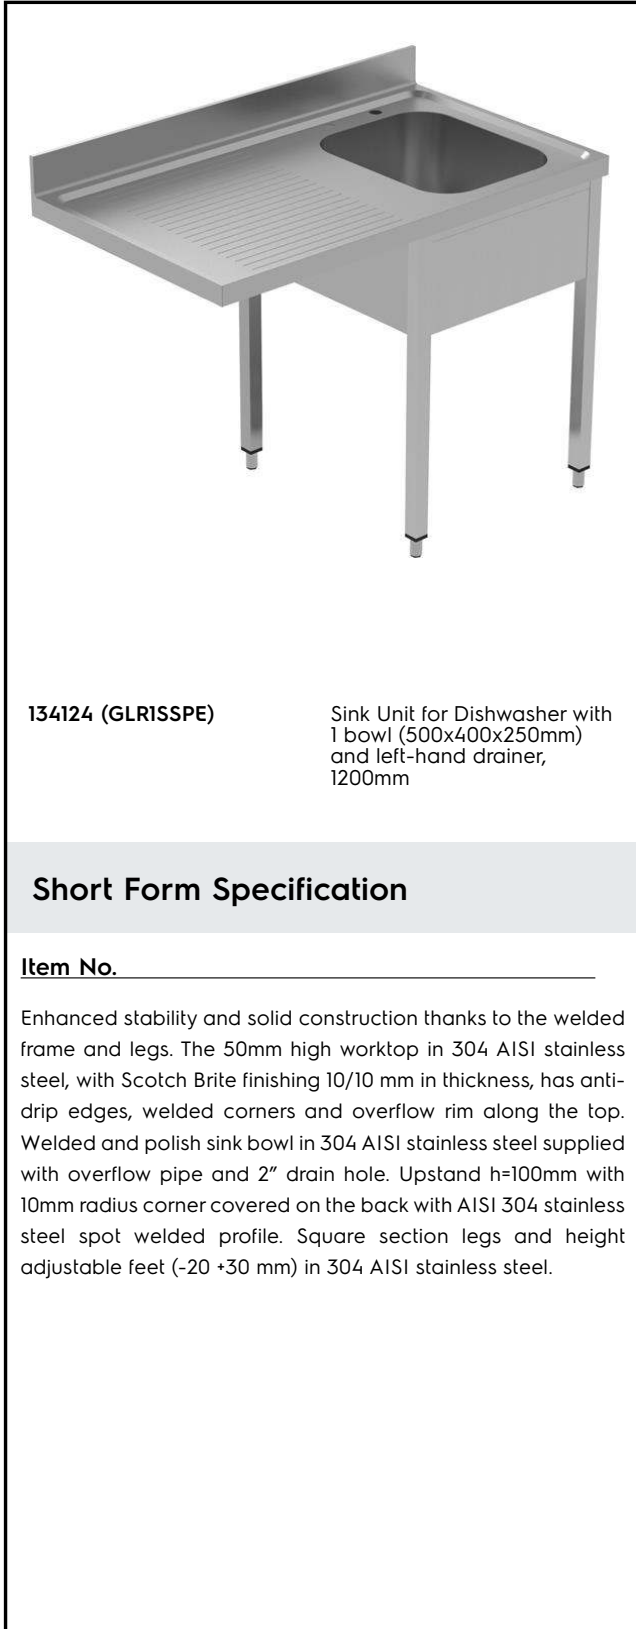 134124 (GLR1SSPE)
Sink Unit for Dishwasher with
1 bowl (500x400x250mm)
and left-hand drainer,
1200mm
Short Form Specification
Item No.
Enhanced stability and solid construction thanks to the welded
frame and legs. The 50mm high worktop in 304 AISI stainless
steel, with Scotch Brite finishing 10/10 mm in thickness, has anti-
drip edges, welded corners and overflow rim along the top.
Welded and polish sink bowl in 304 AISI stainless steel supplied
with overflow pipe and 2″ drain hole. Upstand h=100mm with
10mm radius corner covered on the back with AISI 304 stainless
steel spot welded profile. Square section legs and height
adjustable feet (-20 +30 mm) in 304 AISI stainless steel.